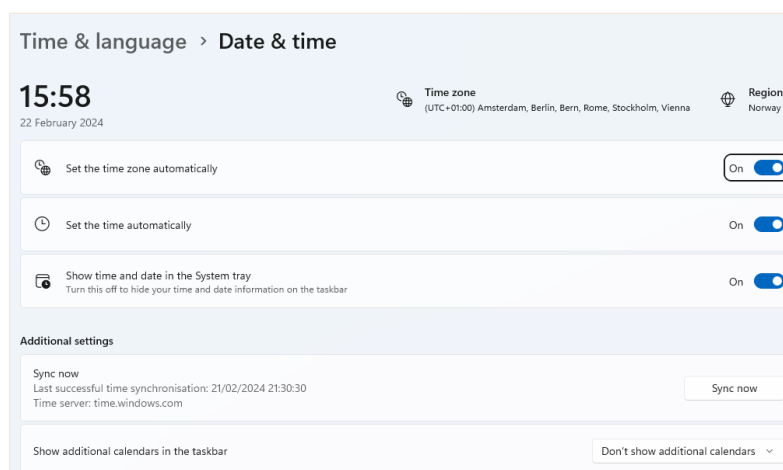 Time & language > Date & time
15:58
22 February 2024
Time zone
(UTC+01:00) Amsterdam, Berlin, Bern, Rome, Stockholm, Vienna
Region
Norway
Set the time zone automatically
On
Set the time automatically
On
Show time and date in the System tray
Turn this off to hide your time and date information on the taskbar
On
Additional settings
Sync now
Last successful time synchronisation: 21/02/2024 21:30:30
Time server: time.windows.com
Sync now
Show additional calendars in the taskbar
Don't show additional calendars